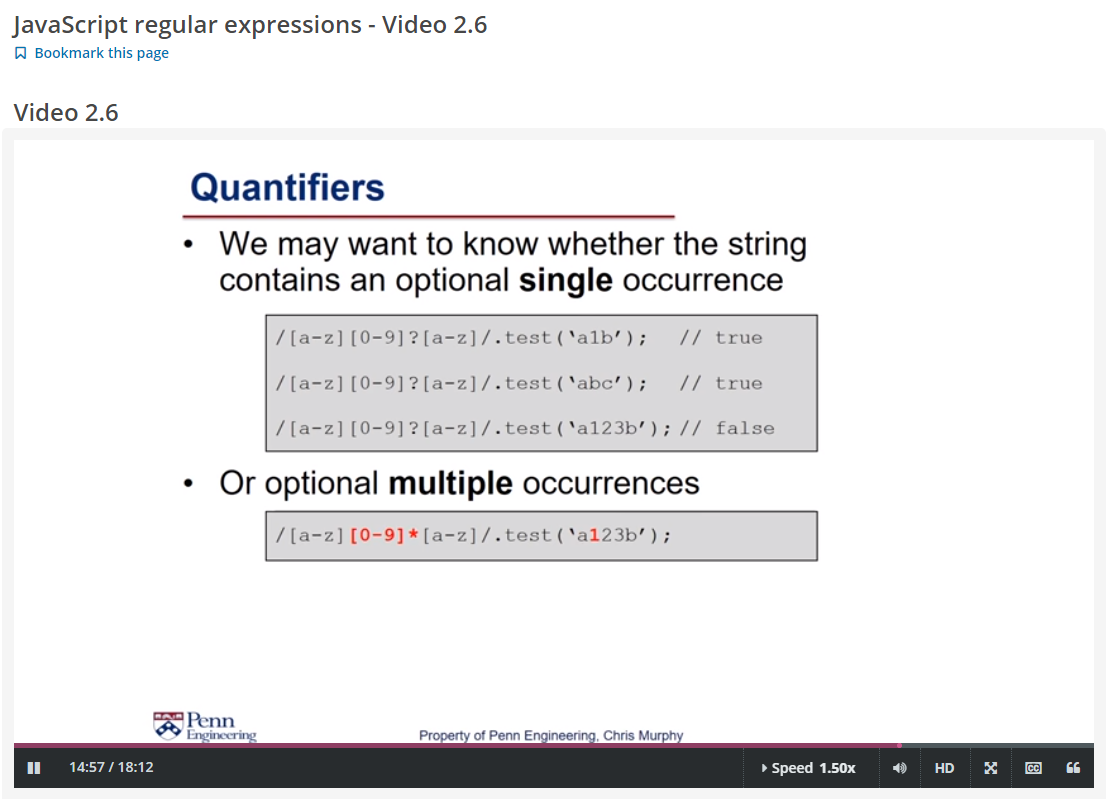 JavaScript regular expressions - Video 2.6
Bookmark this page
Video 2.6
Quantifiers
• We may want to know whether the string
contains an optional single occurrence
/[a-z][0-9]?[a-z]/.test(‘a1b’); // true
/[a-z][0-9]?[a-z]/.test(‘abc’); // true
/[a-z][0-9]?[a-z]/.test(‘a123b’); // false
• Or optional multiple occurrences
/[a-z][0-9]*[a-z]/.test(‘a123b’);
Penn
Engineering
Property of Penn Engineering, Chris Murphy
14:57 / 18:12
Speed 1.50x
HD
CC